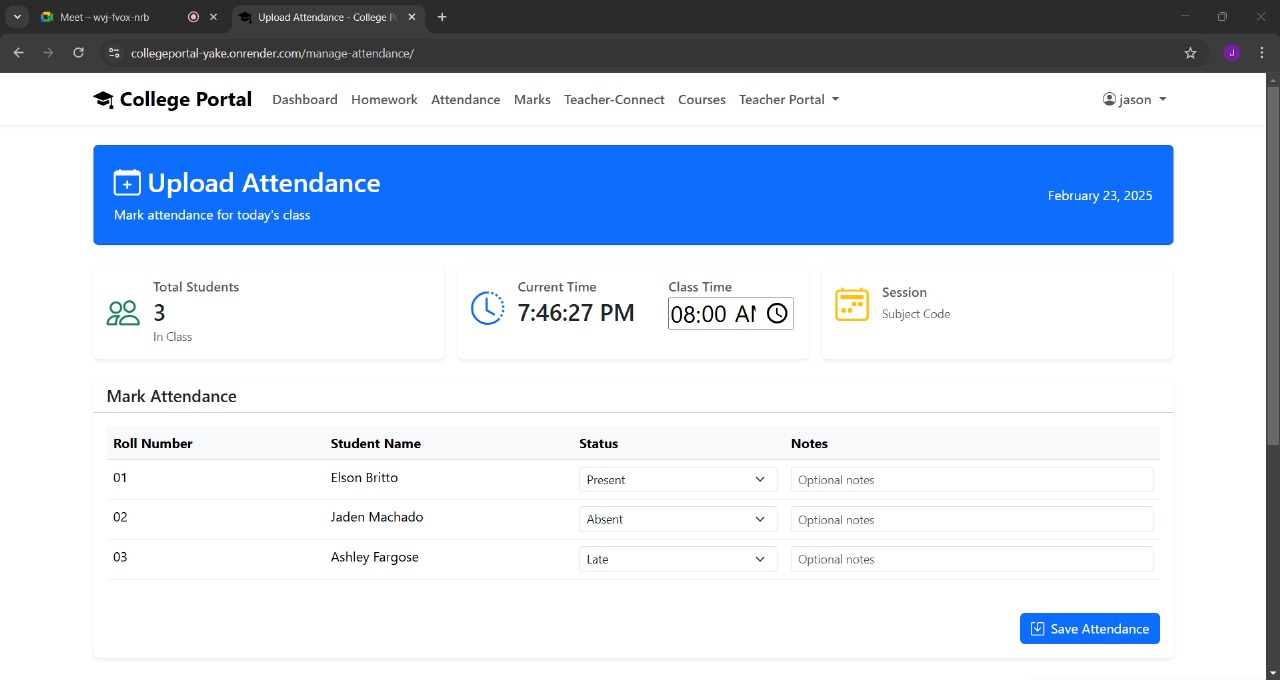 Meet – wvj-fvox-nrb
Upload Attendance - College P
collegeportal-yake.onrender.com/manage-attendance/
J
College Portal Dashboard Homework Attendance Marks Teacher-Connect Courses Teacher Portal jason
Upload Attendance
Mark attendance for today's class
February 23, 2025
Total Students
3
In Class
Current Time
7:46:27 PM
Class Time
08:00 AM
Session
Subject Code
Mark Attendance
Roll Number Student Name Status Notes
01 Elson Britto Present Optional notes
02 Jaden Machado Absent Optional notes
03 Ashley Fargose Late Optional notes
Save Attendance